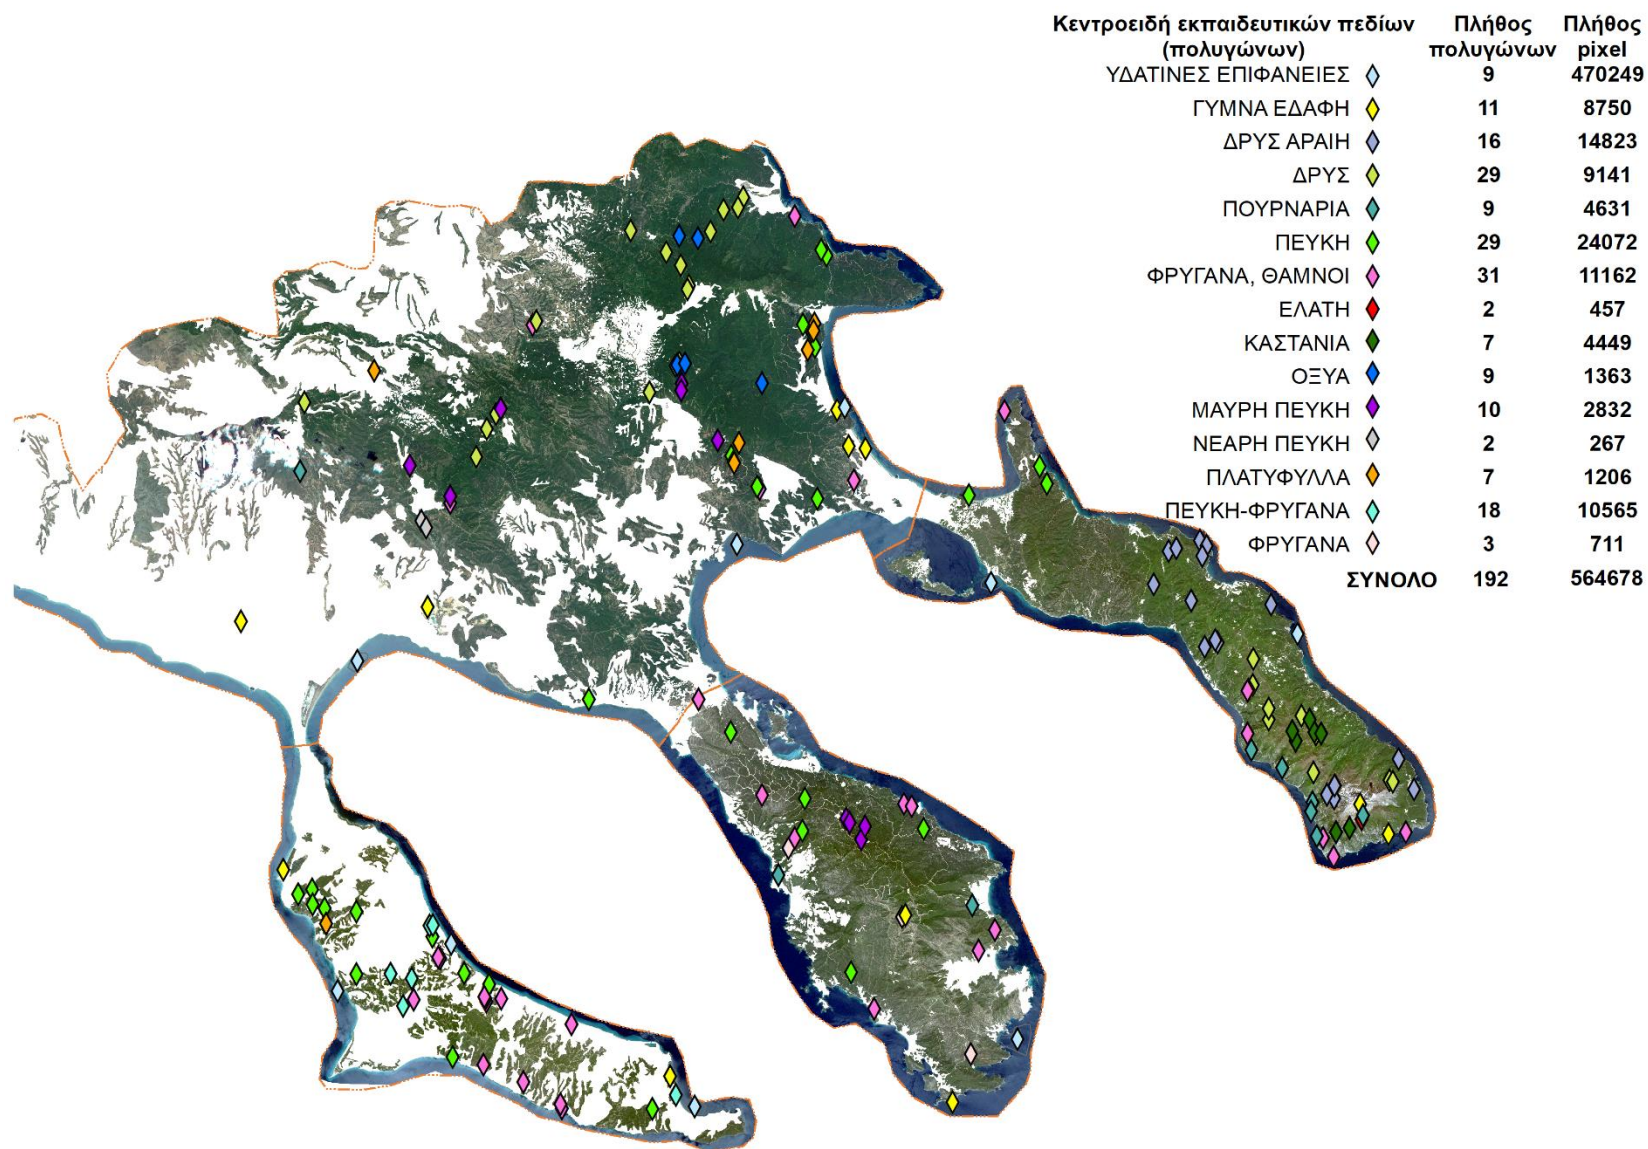 Κεντροειδή εκπαιδευτικών πεδίων Πλήθος Πλήθος
(πολυγώνων) πολυγώνων pixel
ΥΔΑΤΙΝΕΣ ΕΠΙΦΑΝΕΙΕΣ 9 470249
ΓΥΜΝΑ ΕΔΑΦΗ 11 8750
ΔΡΥΣ ΑΡΑΙΗ 16 14823
ΔΡΥΣ 29 9141
ΠΟΥΡΝΑΡΙΑ 9 4631
ΠΕΥΚΗ 29 24072
ΦΡΥΓΑΝΑ, ΘΑΜΝΟΙ 31 11162
ΕΛΑΤΗ 2 457
ΚΑΣΤΑΝΙΑ 7 4449
ΟΞΥΑ 9 1363
ΜΑΥΡΗ ΠΕΥΚΗ 10 2832
ΝΕΑΡΗ ΠΕΥΚΗ 2 267
ΠΛΑΤΥΦΥΛΛΑ 7 1206
ΠΕΥΚΗ-ΦΡΥΓΑΝΑ 18 10565
ΦΡΥΓΑΝΑ 3 711
ΣΥΝΟΛΟ 192 564678